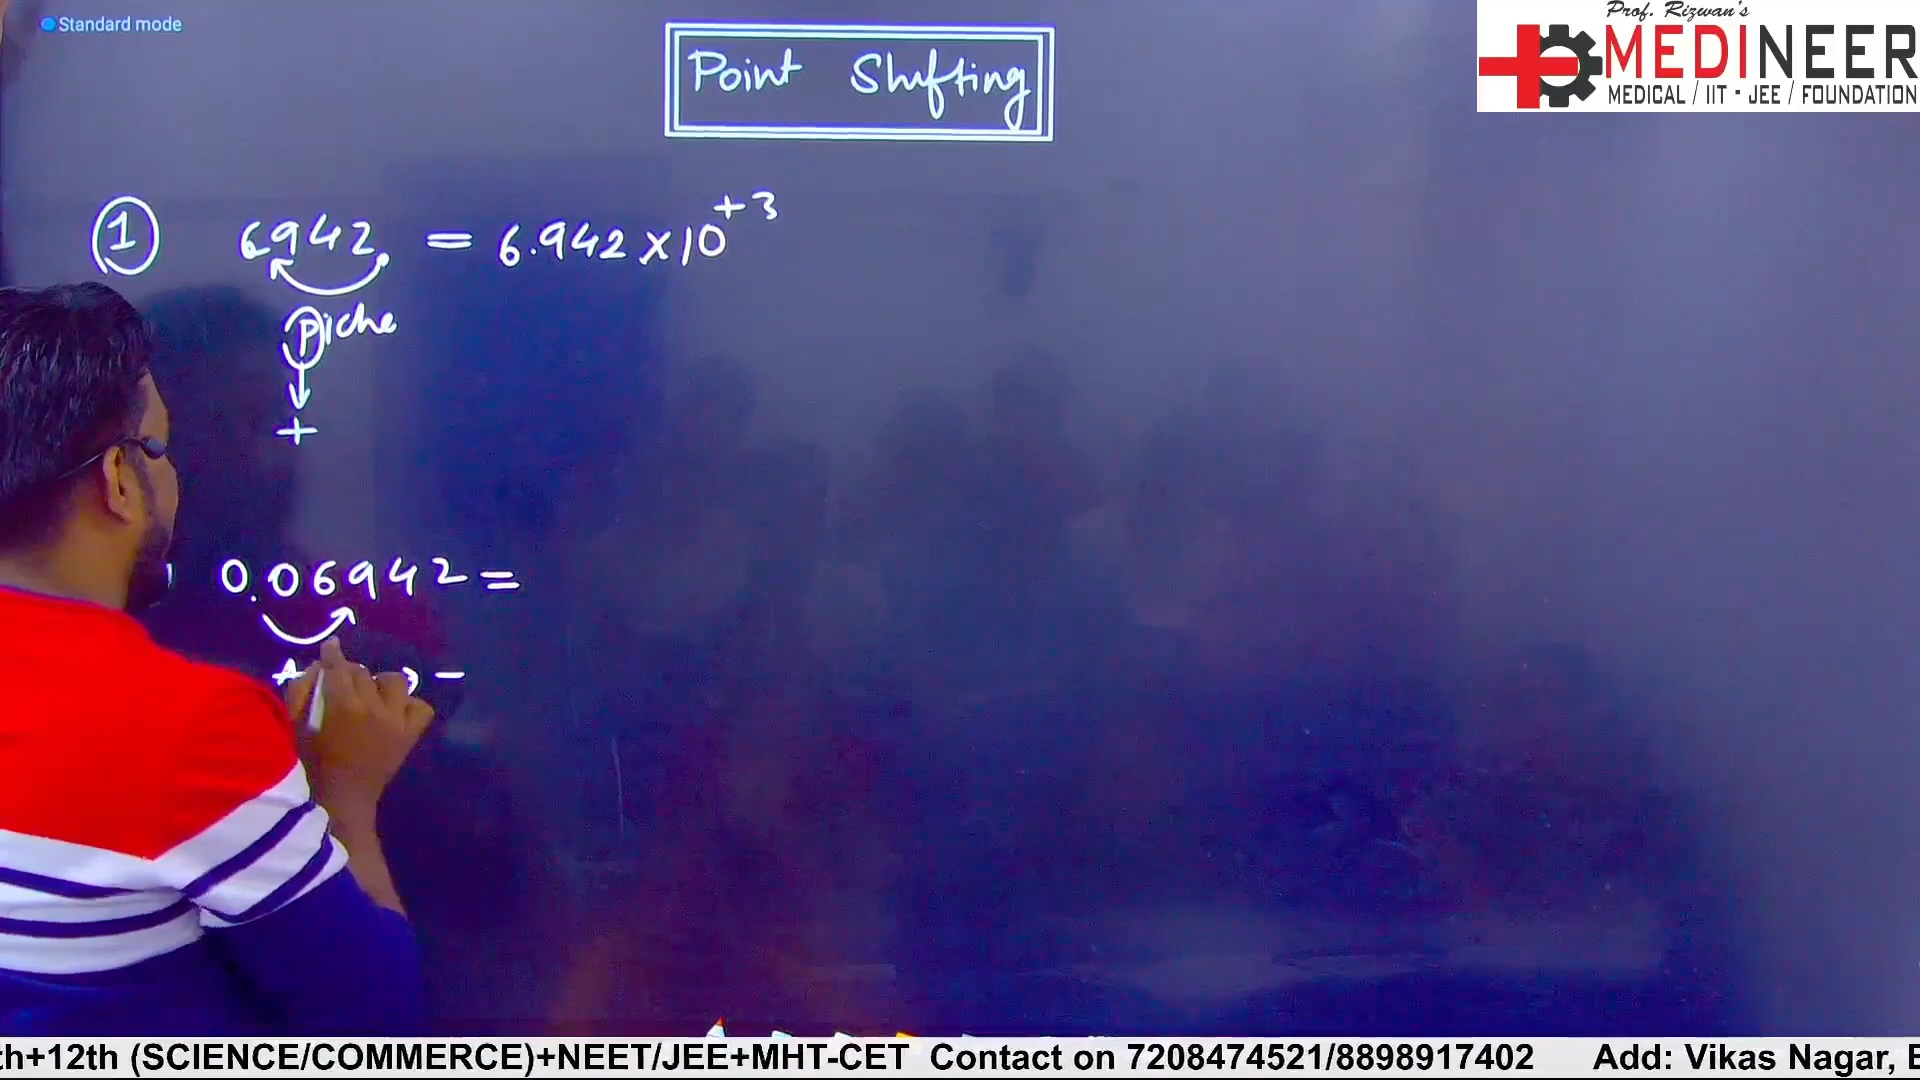 Standard mode
Point Shifting
Prof. Rizwan's
MEDINEER
MEDICAL / IIT - JEE / FOUNDATION
1 6942 = 6.942 x 10^{+3}
Piche
+
0.06942 =
-
th+12th (SCIENCE/COMMERCE)+NEET/JEE+MHT-CET Contact on 7208474521/8898917402 Add: Vikas Nagar,